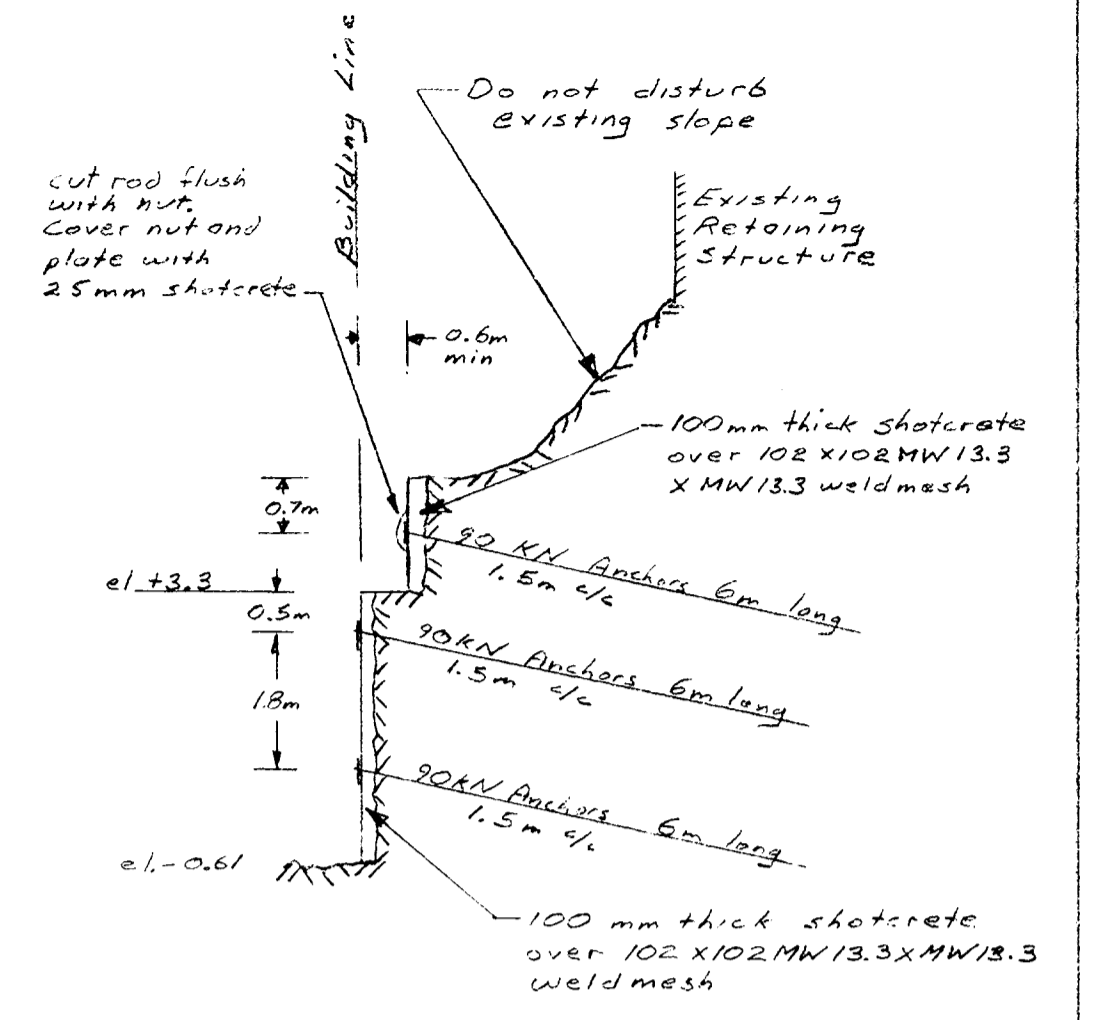 Building Line
Do not disturb
existing slope
cut rod flush
with nut.
Cover nut and
plate with
25mm shotcrete
Existing
Retaining
Structure
0.6m
min
100mm thick shotcrete
over 102 x102 MW 13.3
x MW 13.3 weldmesh
0.7m
90 KN Anchors 6m long
1.5m c/c
el. +3.3
0.5m
90KN Anchors 6m long
1.5m c/c
1.8m
90KN Anchors 6m long
1.5m c/c
el.-0.61
100 mm thick shotcrete
over 102 x102 MW 13.3xMW13.3
weldmesh